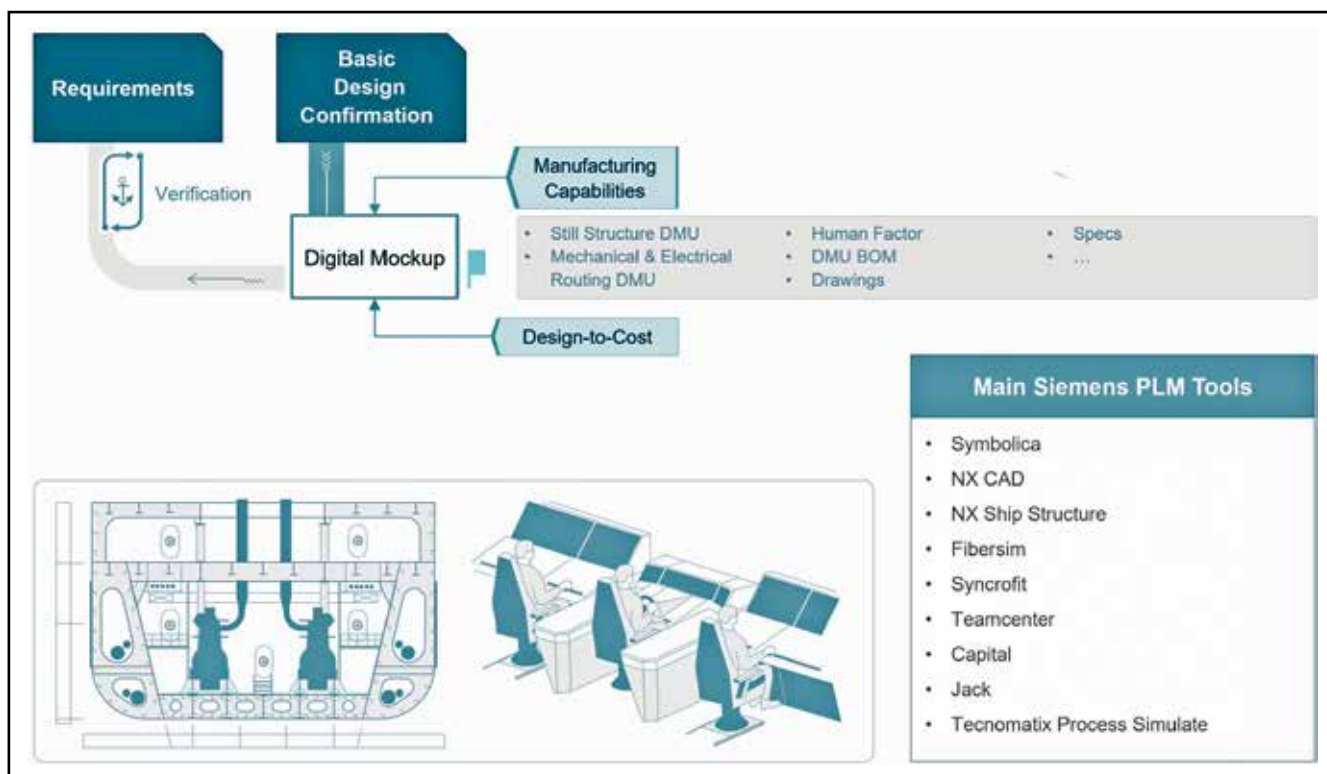 Requirements
Basic
Design
Confirmation
Verification
Manufacturing
Capabilities
Digital Mockup
• Still Structure DMU
• Mechanical & Electrical
Routing DMU
• Human Factor
• DMU BOM
• Drawings
• Specs
• ...
Design-to-Cost
Main Siemens PLM Tools
• Symbolica
• NX CAD
• NX Ship Structure
• Fibersim
• Syncrofit
• Teamcenter
• Capital
• Jack
• Tecnomatix Process Simulate